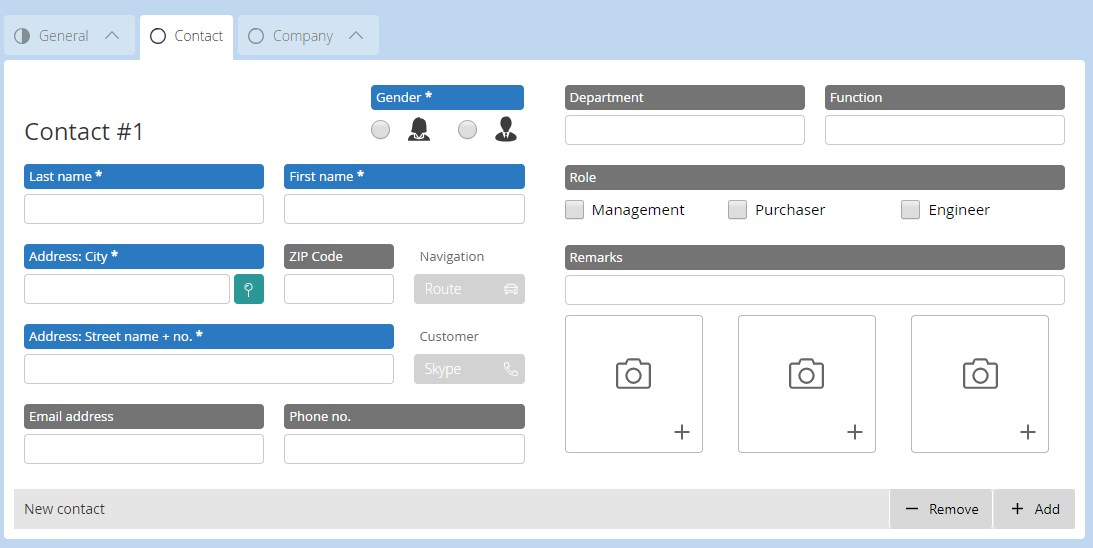 General
Contact
Company
Contact #1
Gender *
Last name *
First name *
Address: City *
ZIP Code
Navigation
Route
Address: Street name + no. *
Customer
Skype
Email address
Phone no.
Department
Function
Role
Management
Purchaser
Engineer
Remarks
New contact
Remove
Add